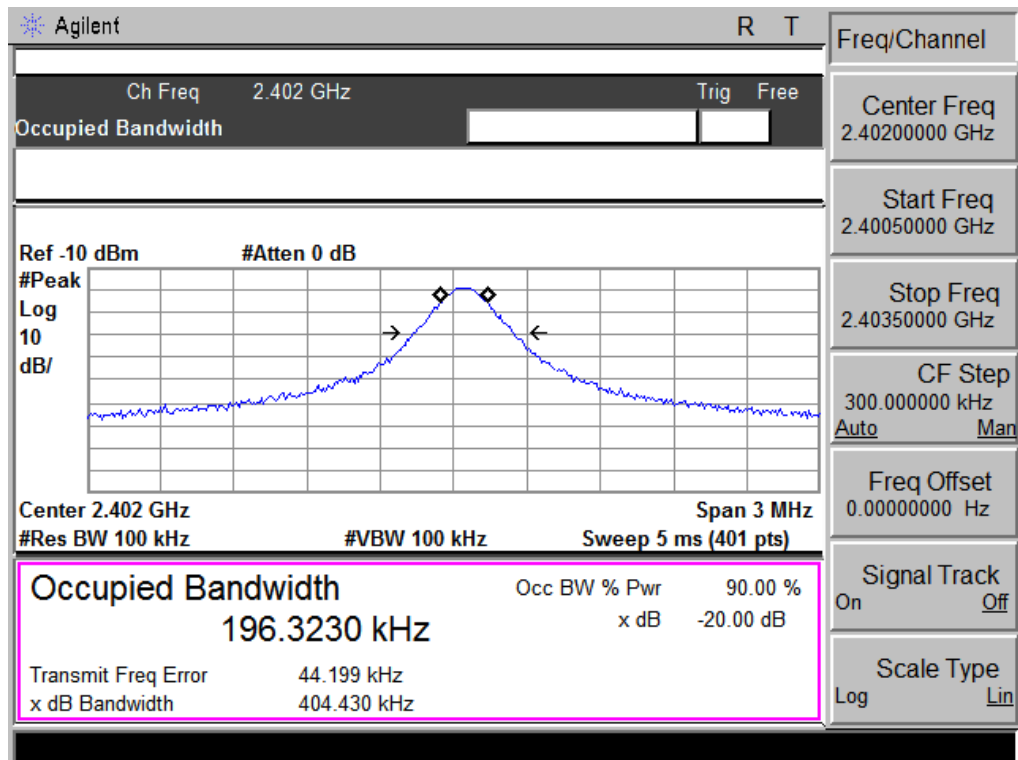 Agilent R T
Ch Freq 2.402 GHz Trig Free
Occupied Bandwidth
Ref -10 dBm #Atten 0 dB
#Peak
Log
10
dB/
Center 2.402 GHz Span 3 MHz
#Res BW 100 kHz #VBW 100 kHz Sweep 5 ms (401 pts)
Occupied Bandwidth
196.3230 kHz
Occ BW % Pwr 90.00 %
x dB -20.00 dB
Transmit Freq Error 44.199 kHz
x dB Bandwidth 404.430 kHz
Freq/Channel
Center Freq
2.40200000 GHz
Start Freq
2.40050000 GHz
Stop Freq
2.40350000 GHz
CF Step
300.000000 kHz
Auto Man
Freq Offset
0.00000000 Hz
Signal Track
On Off
Scale Type
Log Lin